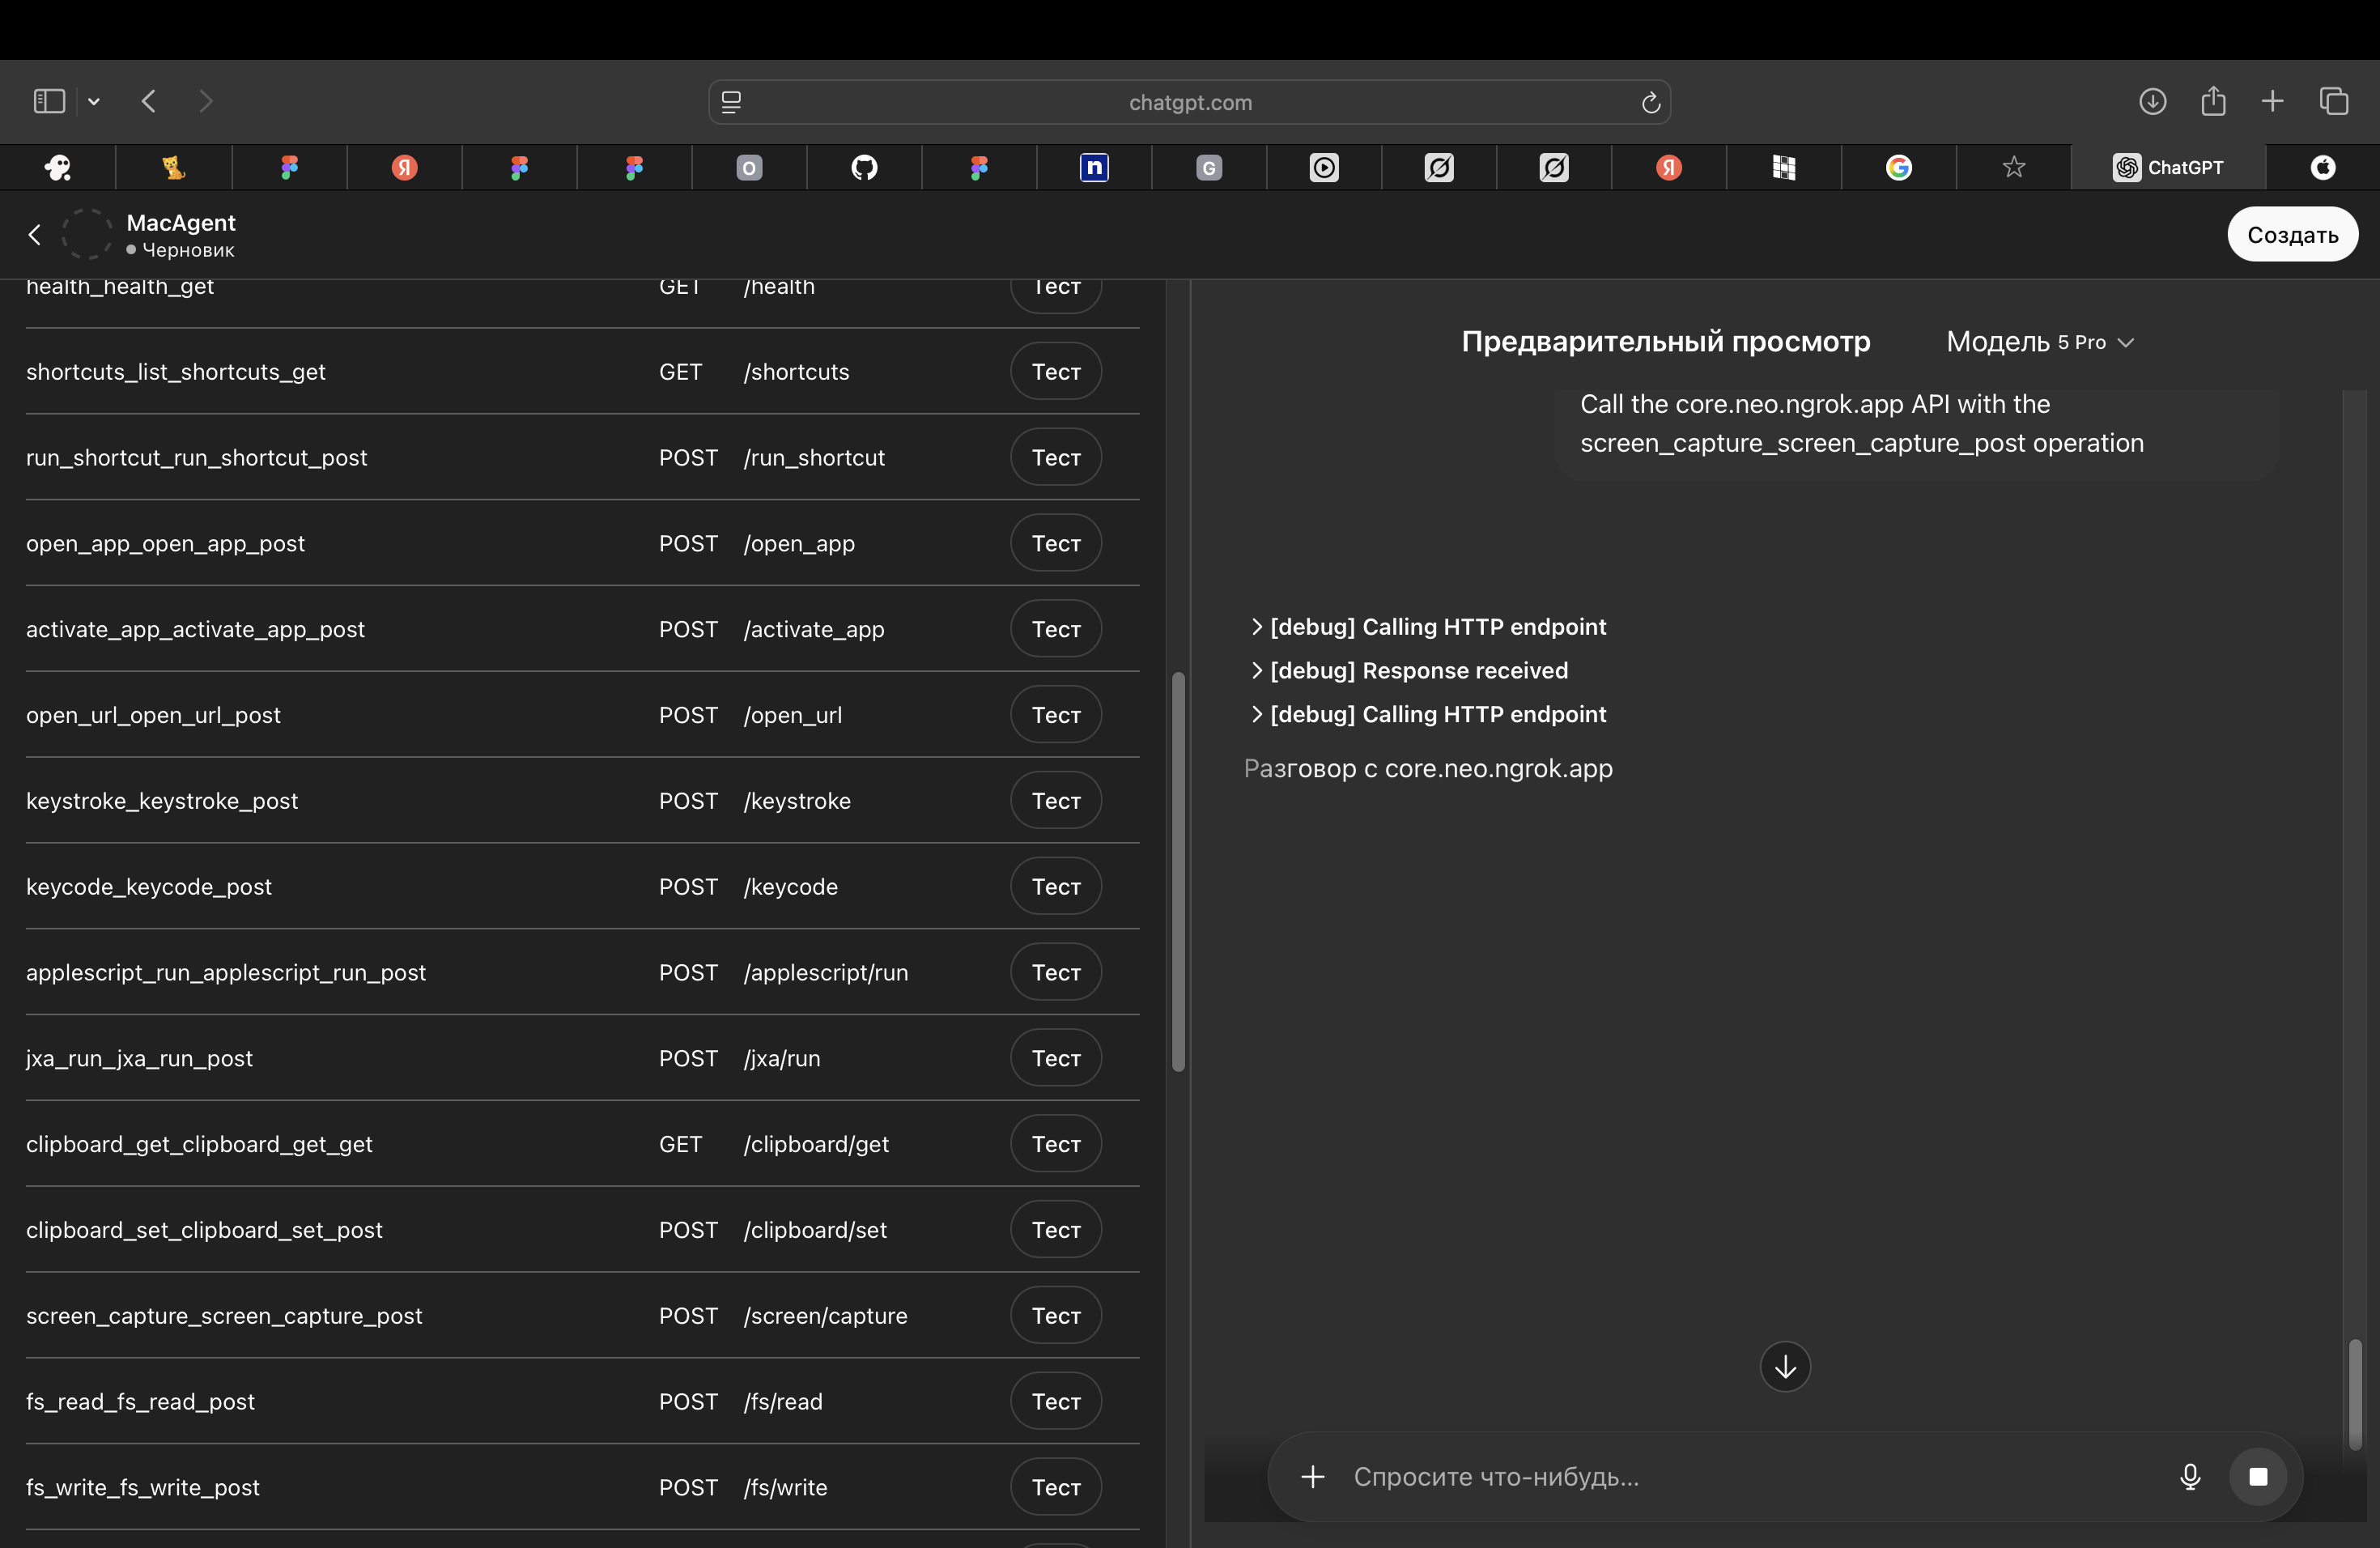 chatgpt.com
Я
O
n
G
Я
G
ChatGPT
MacAgent
Черновик
Создать
health_health_get GET /health Тест
shortcuts_list_shortcuts_get GET /shortcuts Тест
run_shortcut_run_shortcut_post POST /run_shortcut Тест
open_app_open_app_post POST /open_app Тест
activate_app_activate_app_post POST /activate_app Тест
open_url_open_url_post POST /open_url Тест
keystroke_keystroke_post POST /keystroke Тест
keycode_keycode_post POST /keycode Тест
applescript_run_applescript_run_post POST /applescript/run Тест
jxa_run_jxa_run_post POST /jxa/run Тест
clipboard_get_clipboard_get_get GET /clipboard/get Тест
clipboard_set_clipboard_set_post POST /clipboard/set Тест
screen_capture_screen_capture_post POST /screen/capture Тест
fs_read_fs_read_post POST /fs/read Тест
fs_write_fs_write_post POST /fs/write Тест
Предварительный просмотр Модель 5 Pro
Call the core.neo.ngrok.app API with the
screen_capture_screen_capture_post operation
[debug] Calling HTTP endpoint
[debug] Response received
[debug] Calling HTTP endpoint
Разговор с core.neo.ngrok.app
Спросите что-нибудь...